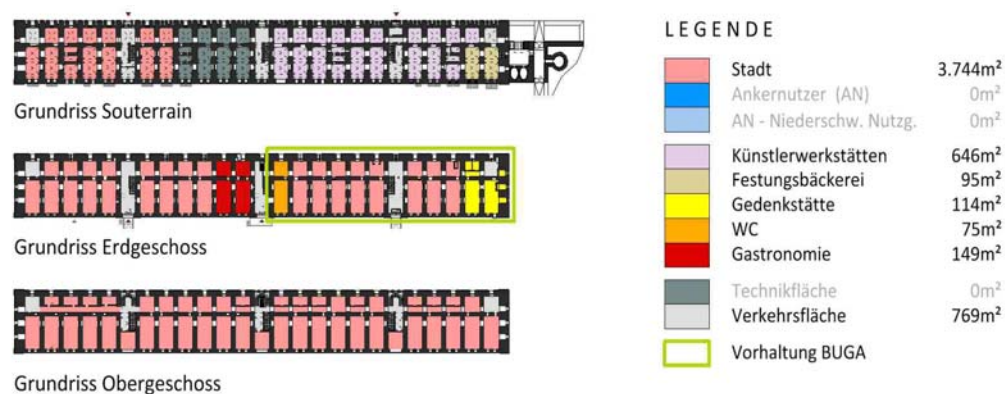 Grundriss Souterrain
Grundriss Erdgeschoss
Grundriss Obergeschoss
LEGENDE
Stadt 3.744m²
Ankernutzer (AN) 0m²
AN - Niederschw. Nutzg. 0m²
Künstlerwerkstätten 646m²
Festungsbäckerei 95m²
Gedenkstätte 114m²
WC 75m²
Gastronomie 149m²
Technikfläche 0m²
Verkehrsfläche 769m²
Vorhaltung BUGA